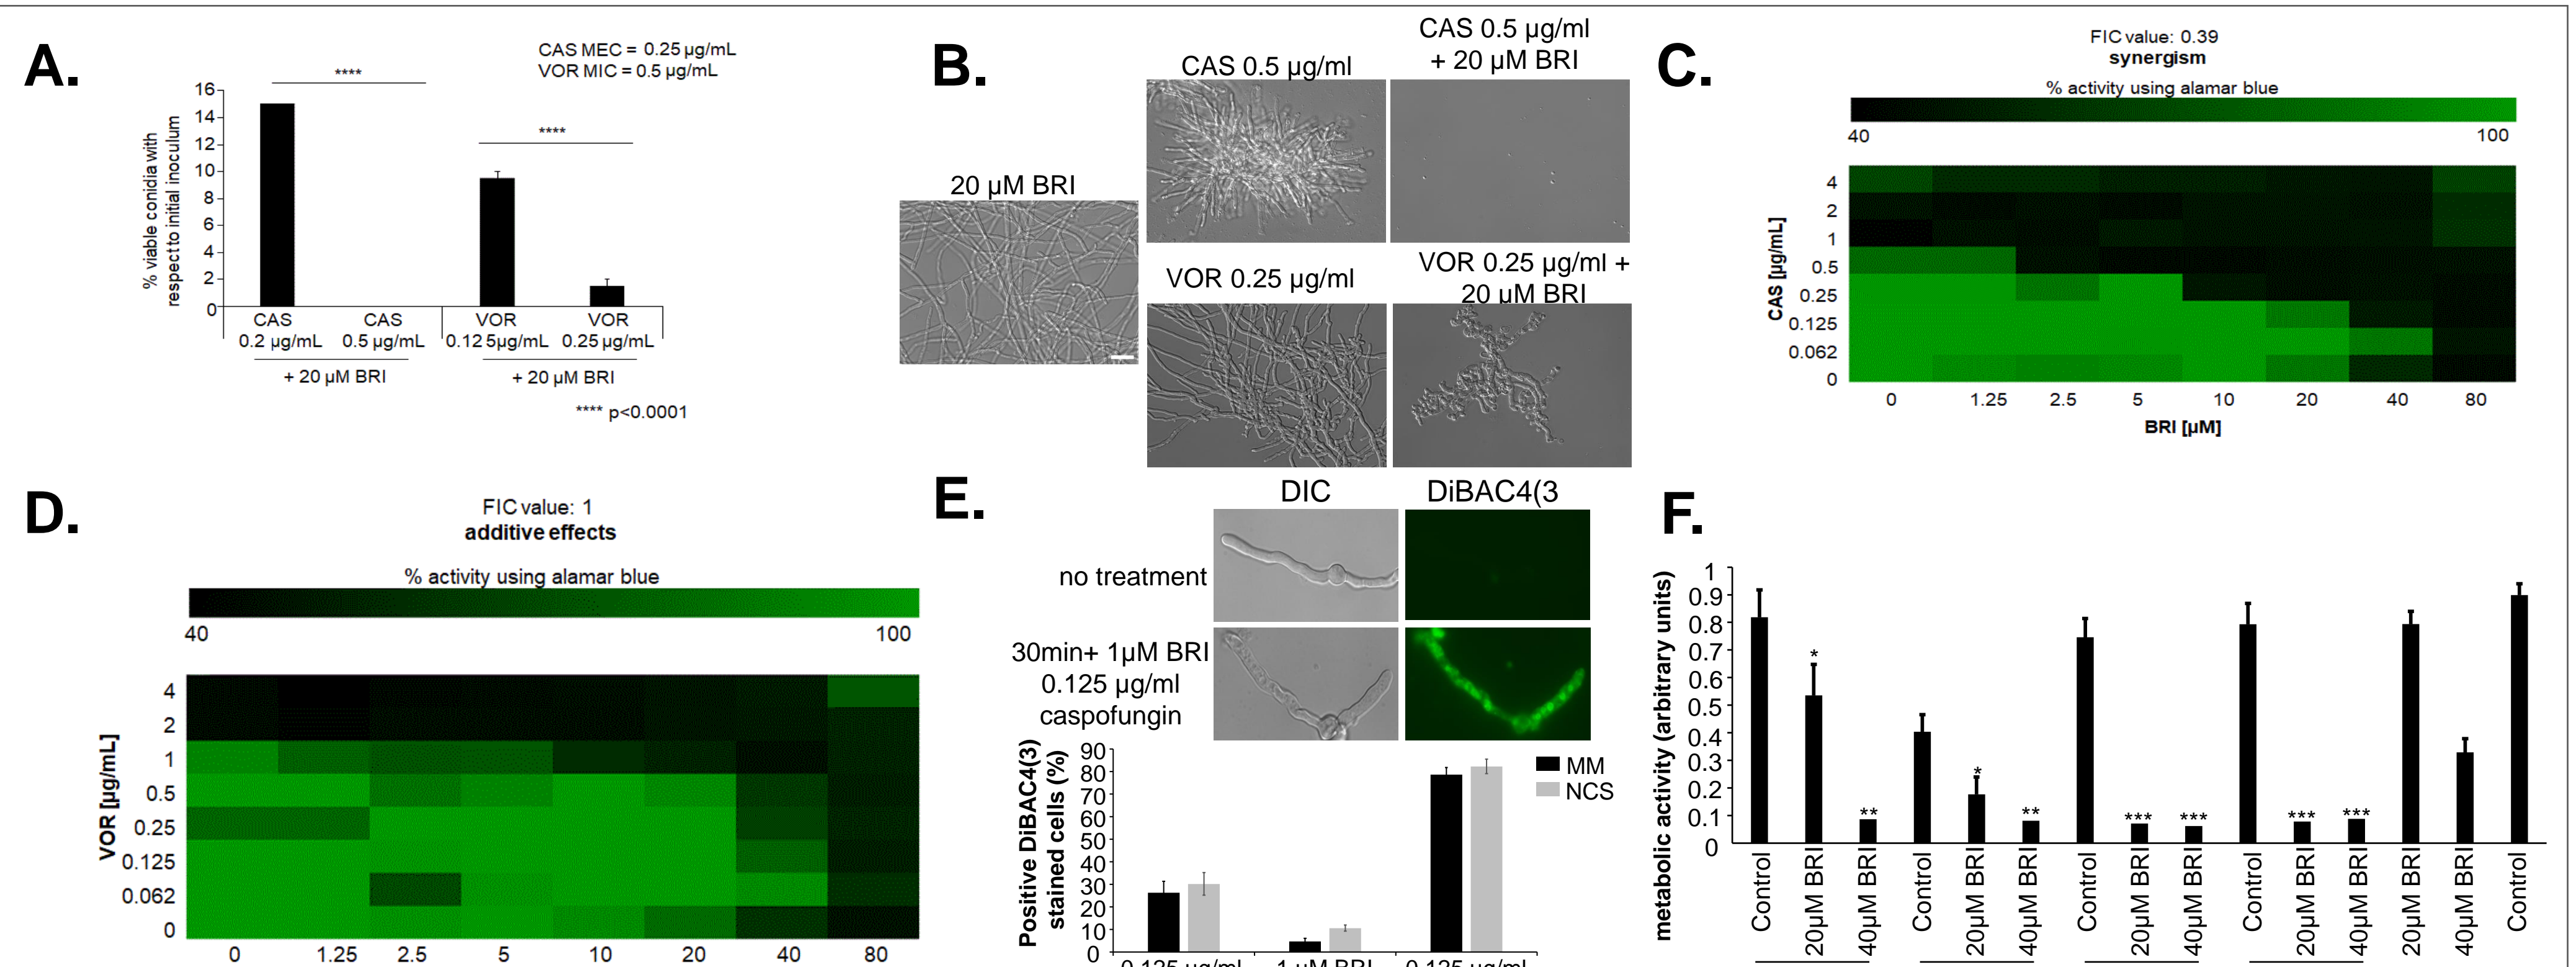 A.
CAS MEC = 0.25 µg/mL
VOR MIC = 0.5 µg/mL
****
****
% viable conidia with
respect to initial inoculum
16
14
12
10
8
6
4
2
0
CAS CAS VOR VOR
0.2 µg/mL 0.5 µg/mL 0.125µg/mL 0.25 µg/mL
+ 20 µM BRI + 20 µM BRI
**** p<0.0001
B.
20 µM BRI
CAS 0.5 µg/ml
CAS 0.5 µg/ml
+ 20 µM BRI
VOR 0.25 µg/ml
VOR 0.25 µg/ml +
20 µM BRI
C.
FIC value: 0.39
synergism
% activity using alamar blue
40 100
CAS [µg/mL]
4
2
1
0.5
0.25
0.125
0.062
0
0 1.25 2.5 5 10 20 40 80
BRI [µM]
D.
FIC value: 1
additive effects
% activity using alamar blue
40 100
VOR [µg/mL]
4
2
1
0.5
0.25
0.125
0.062
0
0 1.25 2.5 5 10 20 40 80
E.
DIC DiBAC4(3
no treatment
30min+ 1µM BRI
0.125 µg/ml
caspofungin
Positive DiBAC4(3)
stained cells (%)
90
80
70
60
50
40
30
20
10
0
MM
NCS
0.125 µg/ml 1 µM BRI 0.125 µg/ml
F.
metabolic activity (arbitrary units)
1
0.9
0.8
0.7
0.6
0.5
0.4
0.3
0.2
0.1
0
* ** * ** *** *** *** ***
Control
20µM BRI
40µM BRI
Control
20µM BRI
40µM BRI
Control
20µM BRI
40µM BRI
Control
20µM BRI
40µM BRI
20µM BRI
40µM BRI
Control